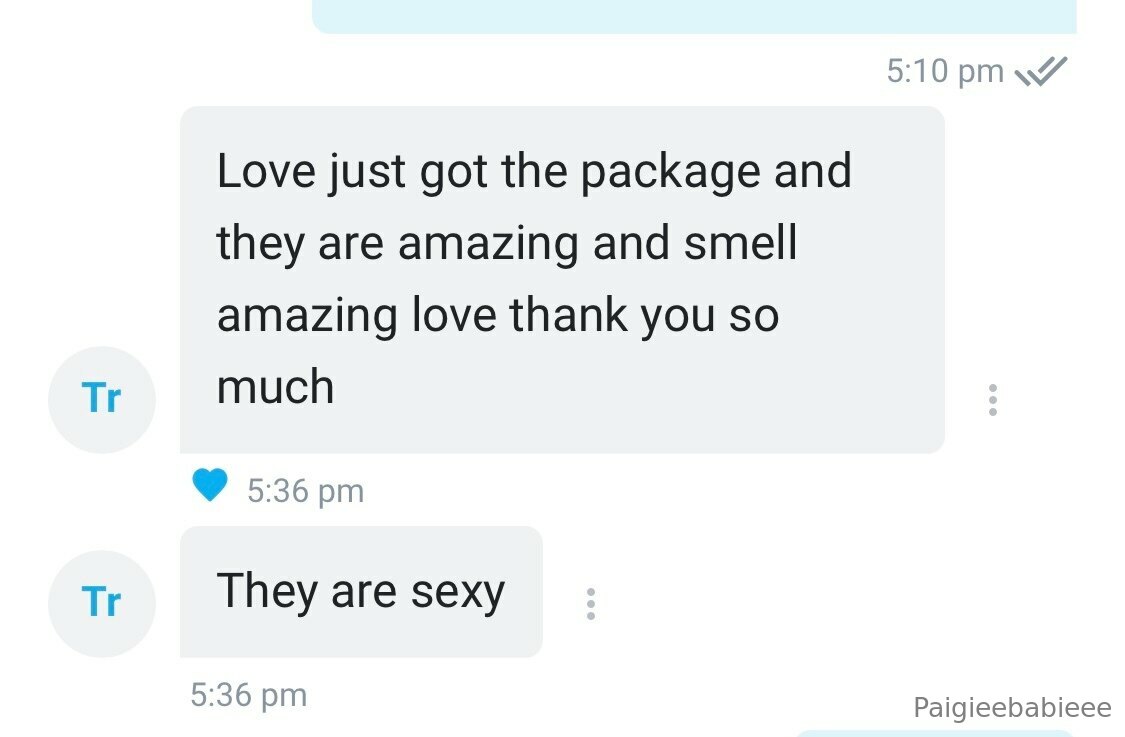 5:10 pm
Love just got the package and
they are amazing and smell
amazing love thank you so
much
Tr
5:36 pm
They are sexy
Tr
5:36 pm
Paigieebabieee